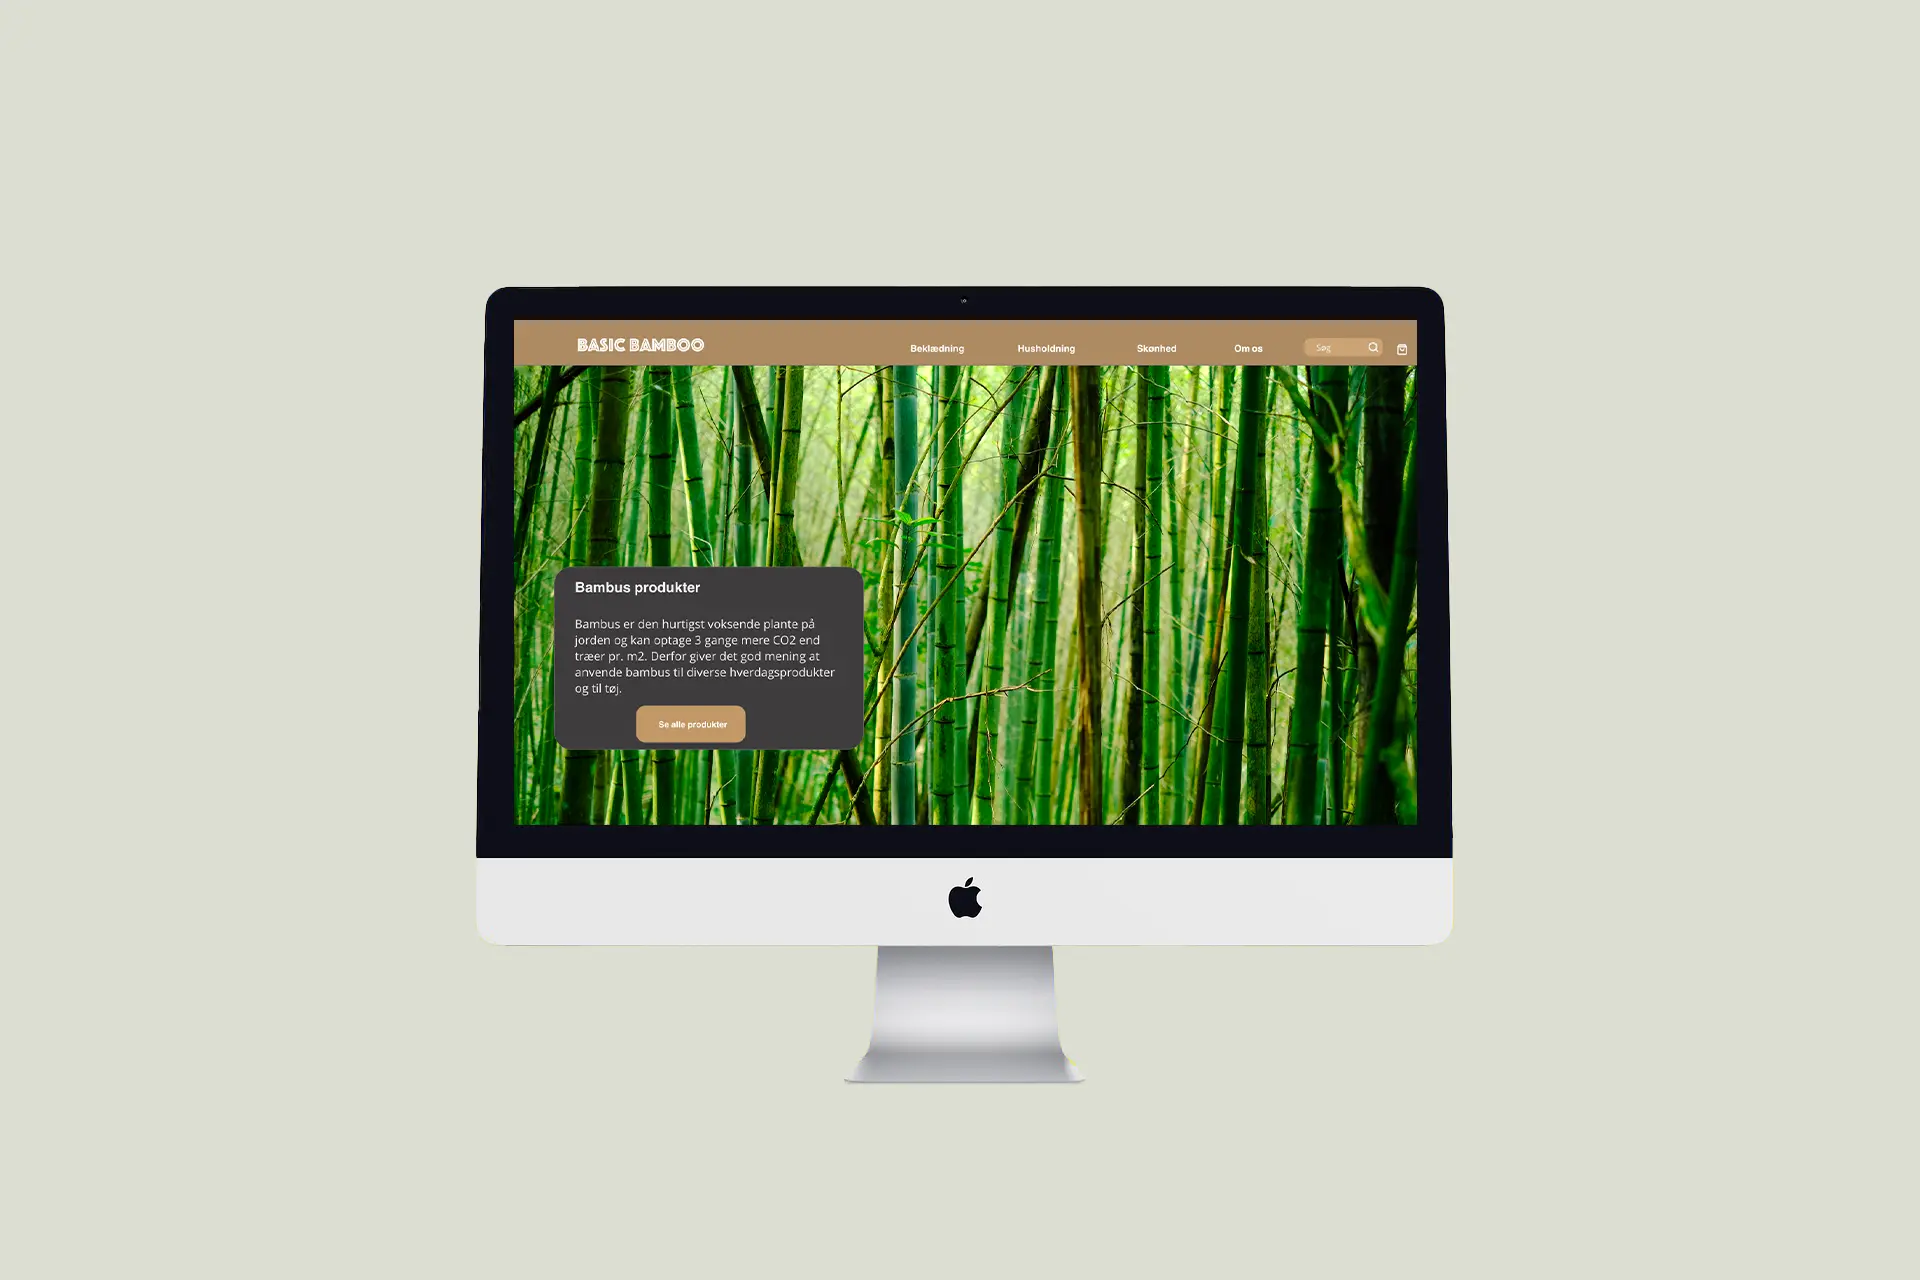 BASIC BAMBOO
Beklædning
Husholdning
Skønhed
Om os
Søg
Bambus produkter
Bambus er den hurtigst voksende plante på
jorden og kan optage 3 gange mere CO2 end
træer pr. m2. Derfor giver det god mening at
anvende bambus til diverse hverdagsprodukter
og til tøj.
Se alle produkter